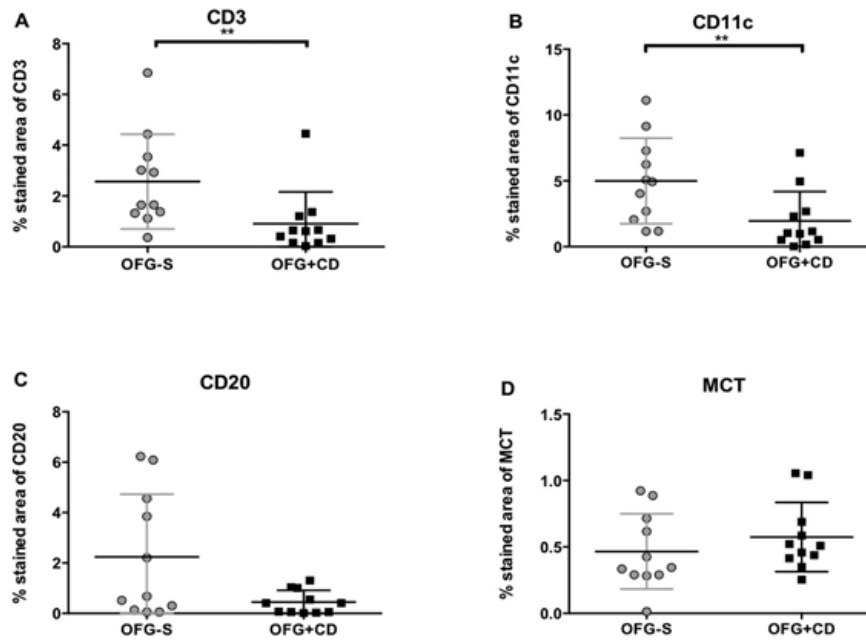 A
CD3
**
% stained area of CD3
8
6
4
2
0
OFG-S
OFG+CD
B
CD11c
**
% stained area of CD11c
15
10
5
0
OFG-S
OFG+CD
C
CD20
% stained area of CD20
8
6
4
2
0
OFG-S
OFG+CD
D
MCT
% stained area of MCT
1.5
1.0
0.5
0.0
OFG-S
OFG+CD